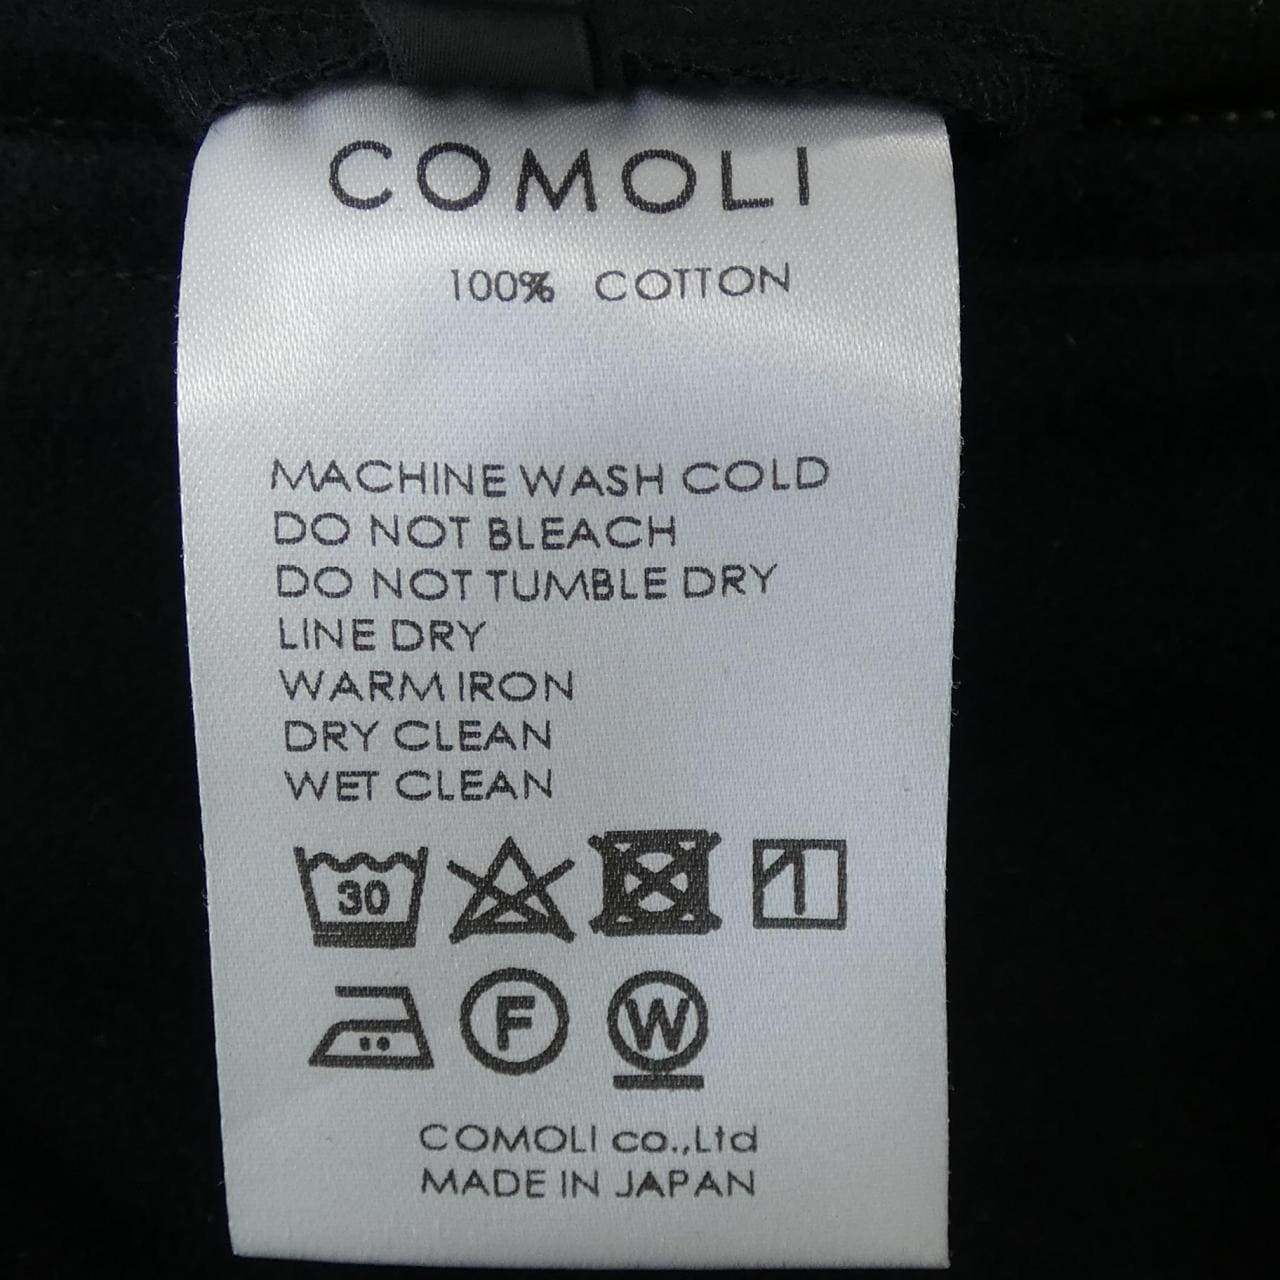 COMOLI
100% COTTON
MACHINE WASH COLD
DO NOT BLEACH
DO NOT TUMBLE DRY
LINE DRY
WARM IRON
DRY CLEAN
WET CLEAN
30
F W
COMOLI co.,Ltd
MADE IN JAPAN